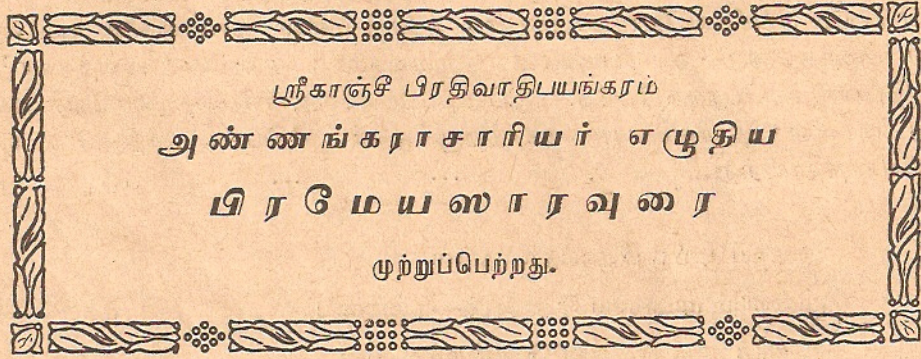 ஸ்ரீகாஞ்சீ பிரதிவாதிபயங்கரம்
அண்ணங்கராசாரியர் எழுதிய
பிரமேயஸாரவுரை
முற்றுப்பெற்றது.